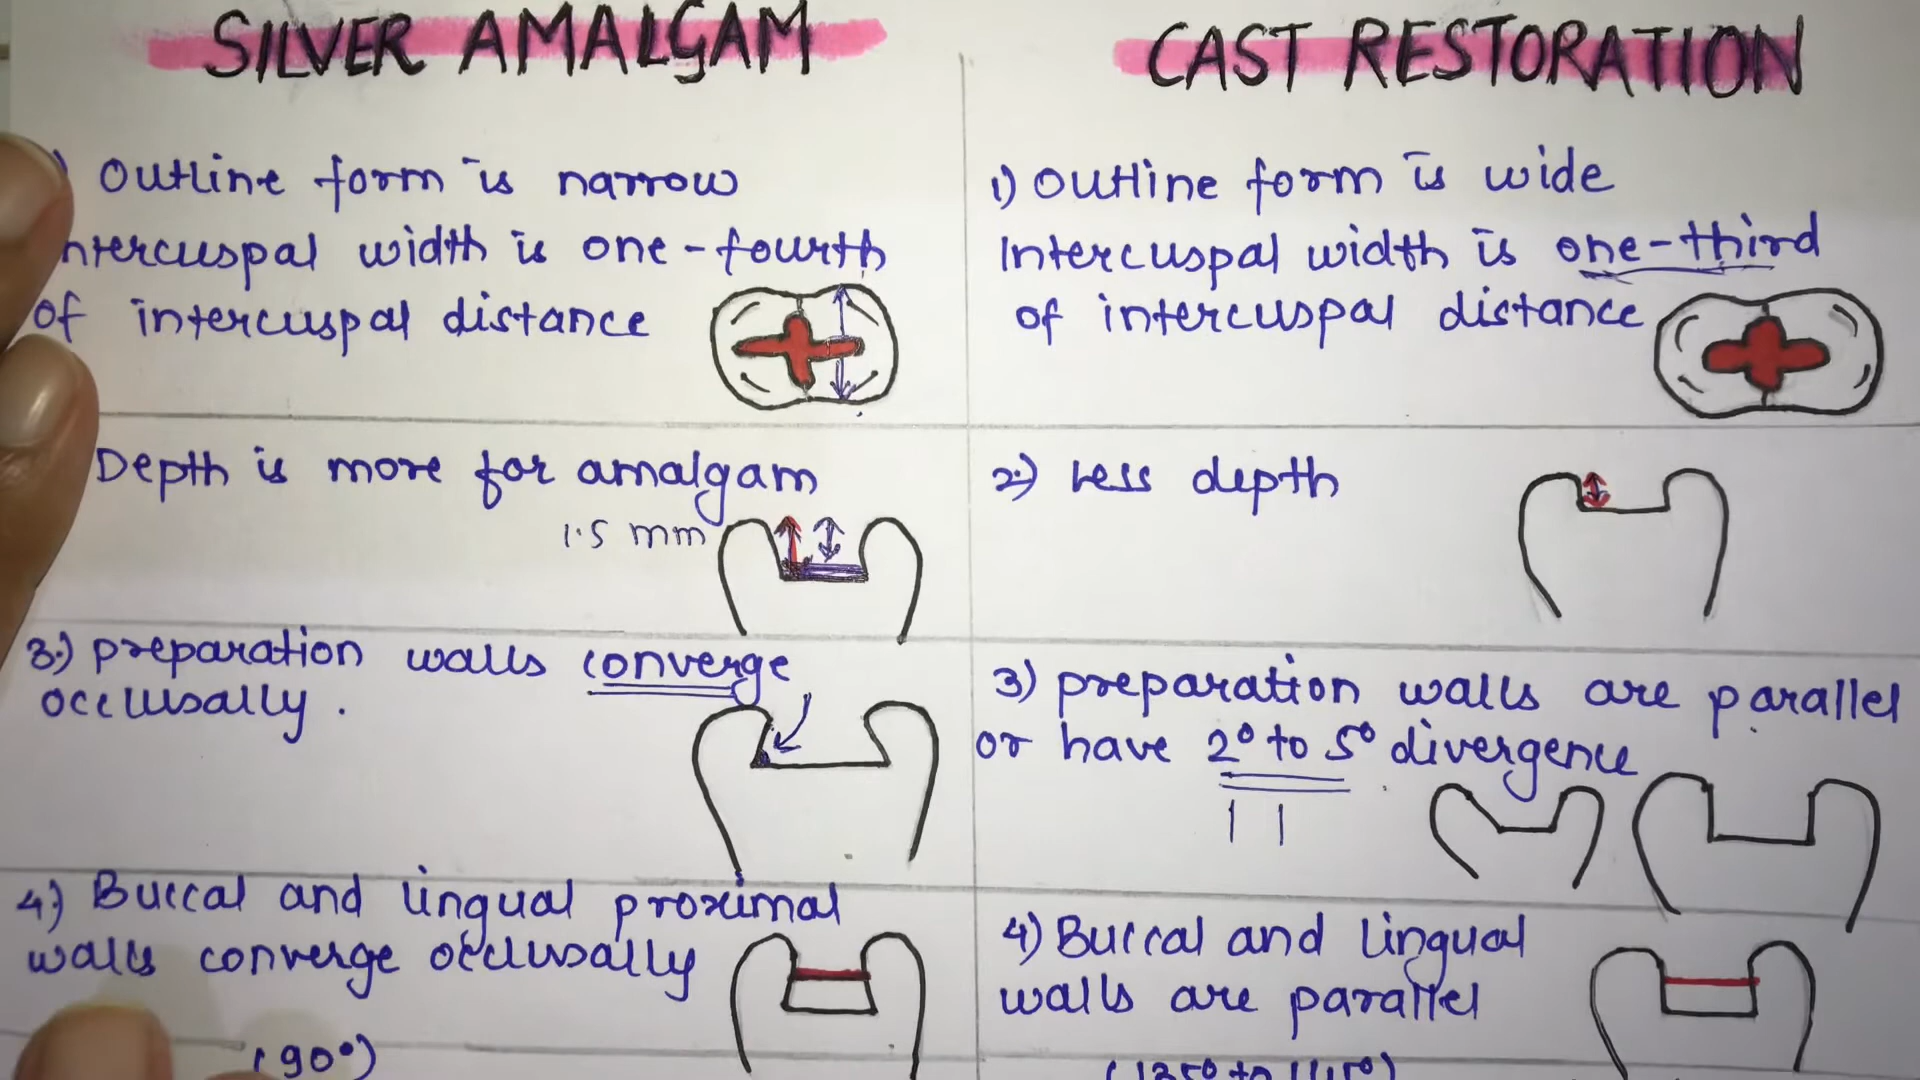 SILVER AMALGAM
) Outline form is narrow
ntercuspal width is one-fourth
of intercuspal distance
Depth is more for amalgam
1.5 mm
3.) preparation walls converge
occlusally.
4) Buccal and lingual proximal
walls converge occlusally
(90°)
CAST RESTORATION
1) Outline form is wide
Intercuspal width is one-third
of intercuspal distance
2.) Less depth
3) preparation walls are parallel
or have 2° to 5° divergence
4) Buccal and lingual
walls are parallel